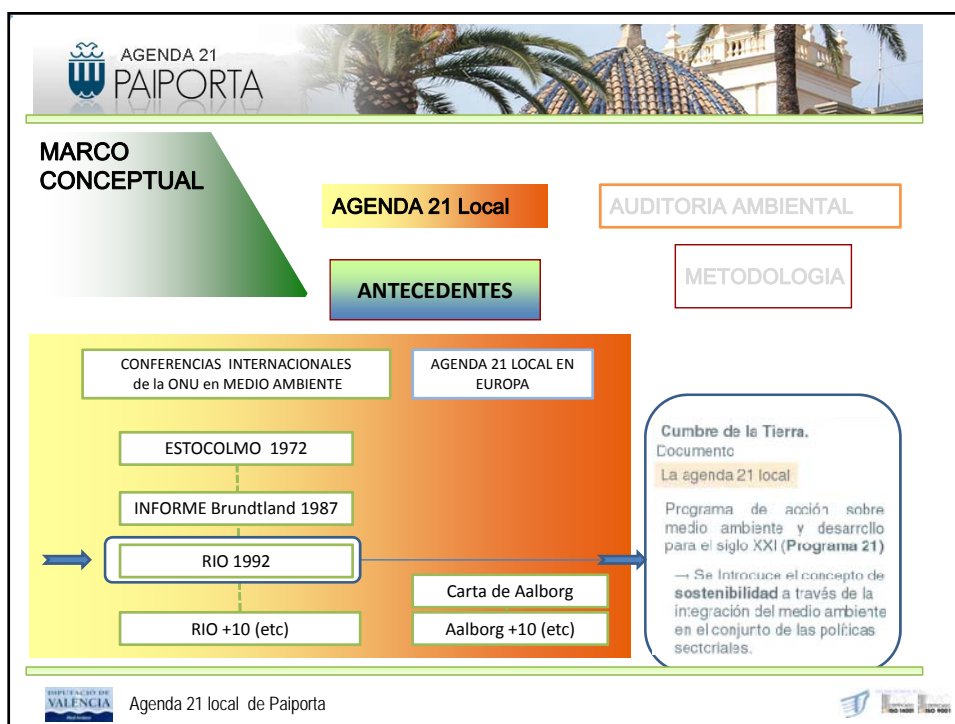 AGENDA 21
PAIPORTA
MARCO
CONCEPTUAL
AGENDA 21 Local
AUDITORIA AMBIENTAL
ANTECEDENTES
METODOLOGIA
CONFERENCIAS INTERNACIONALES
de la ONU en MEDIO AMBIENTE
AGENDA 21 LOCAL EN
EUROPA
ESTOCOLMO 1972
INFORME Brundtland 1987
RIO 1992
RIO +10 (etc)
Carta de Aalborg
Aalborg +10 (etc)
Cumbre de la Tierra.
Documento
La agenda 21 local
Programa de acción sobre
medio ambiente y desarrollo
para el siglo XXI (Programa 21)
→ Se Introduce el concepto de
sostenibilidad a través de la
integración del medio ambiente
en el conjunto de las políticas
sectoriales.
DIPUTACIÓ DE
VALÈNCIA
Agenda 21 local de Paiporta
ISO 14001
ISO 9001